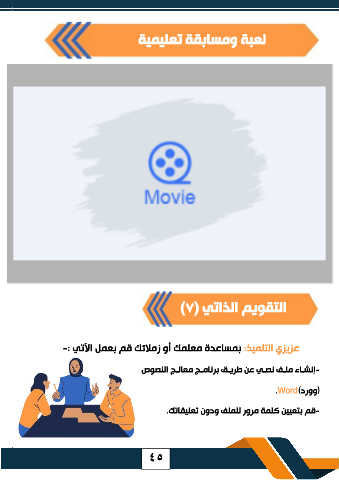 لعبة ومسابقة تعليمية
Movie
التقويم الذاتي (٧)
عزيزي التلميذ: بمساعدة معلمك أو زملائك قم بعمل الآتي :-
-إنشاء ملف نصي عن طريق برنامج معالج النصوص
(وورد)Word.
-قم بتعيين كلمة مرور للملف ودون تعليقاتك.
٤٥